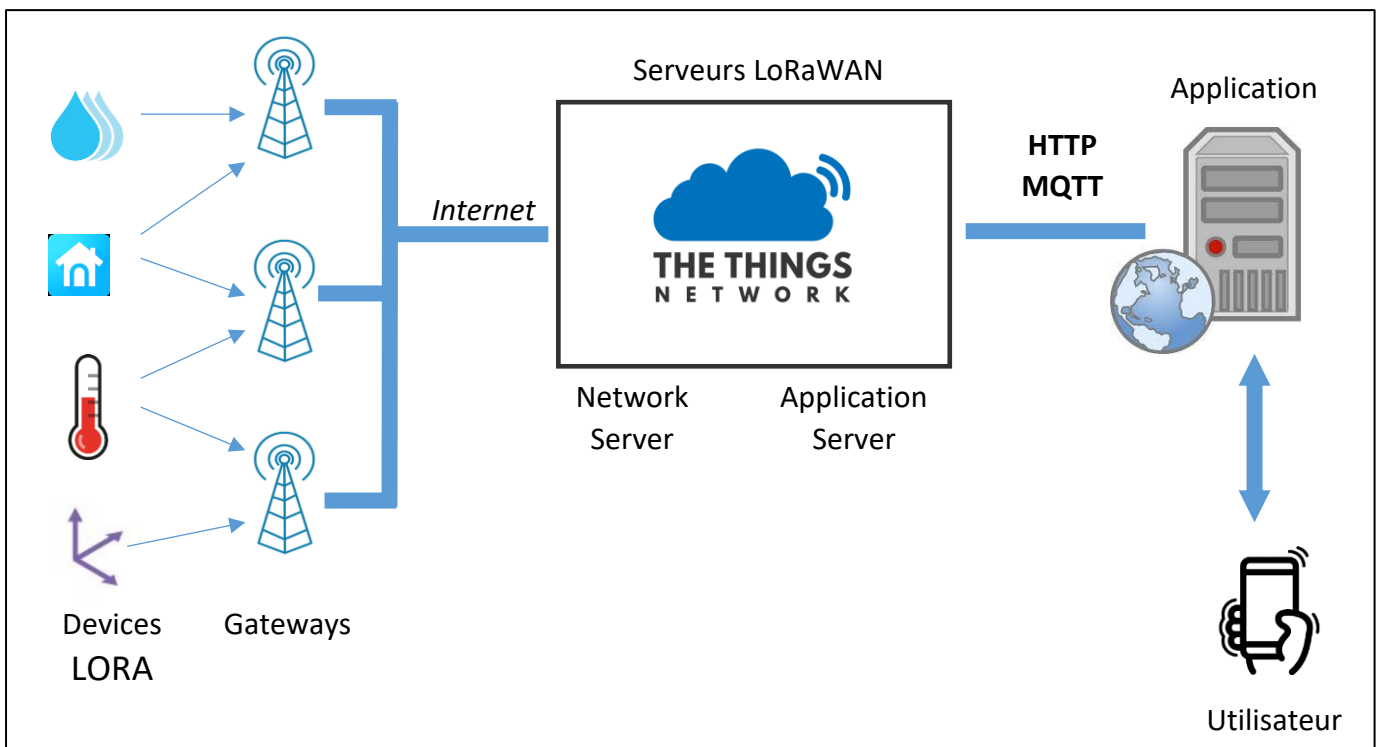 Serveurs LoRaWAN
Application
HTTP
MQTT
Internet
THE THINGS
NETWORK
Network
Server
Application
Server
Devices
LORA
Gateways
Utilisateur